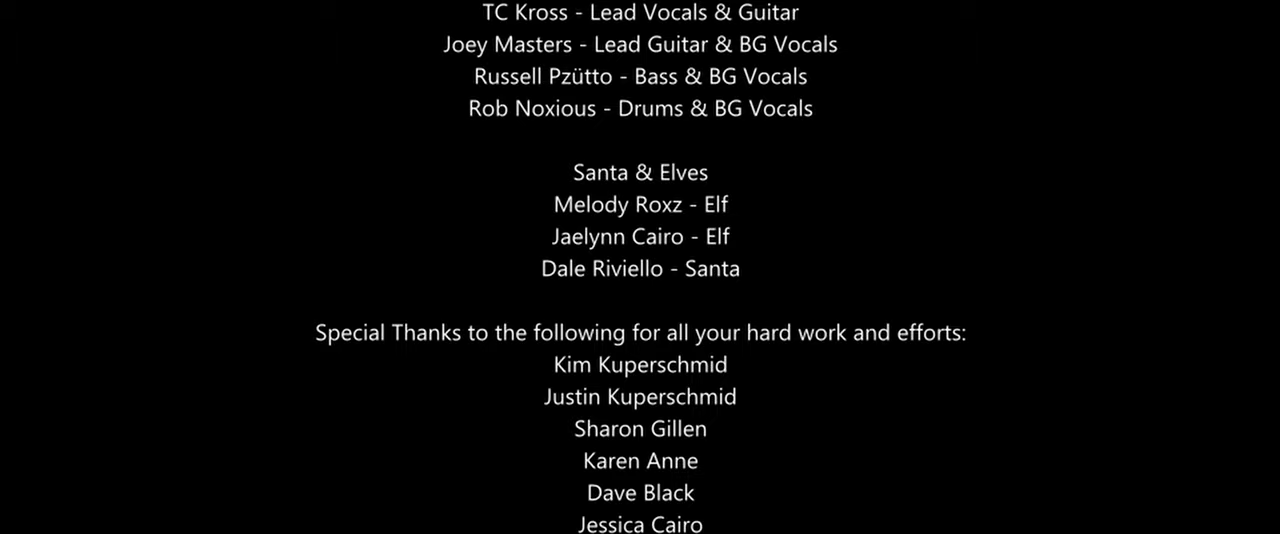 TC Kross - Lead Vocals & Guitar
Joey Masters - Lead Guitar & BG Vocals
Russell Pzütto - Bass & BG Vocals
Rob Noxious - Drums & BG Vocals
Santa & Elves
Melody Roxz - Elf
Jaelynn Cairo - Elf
Dale Riviello - Santa
Special Thanks to the following for all your hard work and efforts:
Kim Kuperschmid
Justin Kuperschmid
Sharon Gillen
Karen Anne
Dave Black
Jessica Cairo